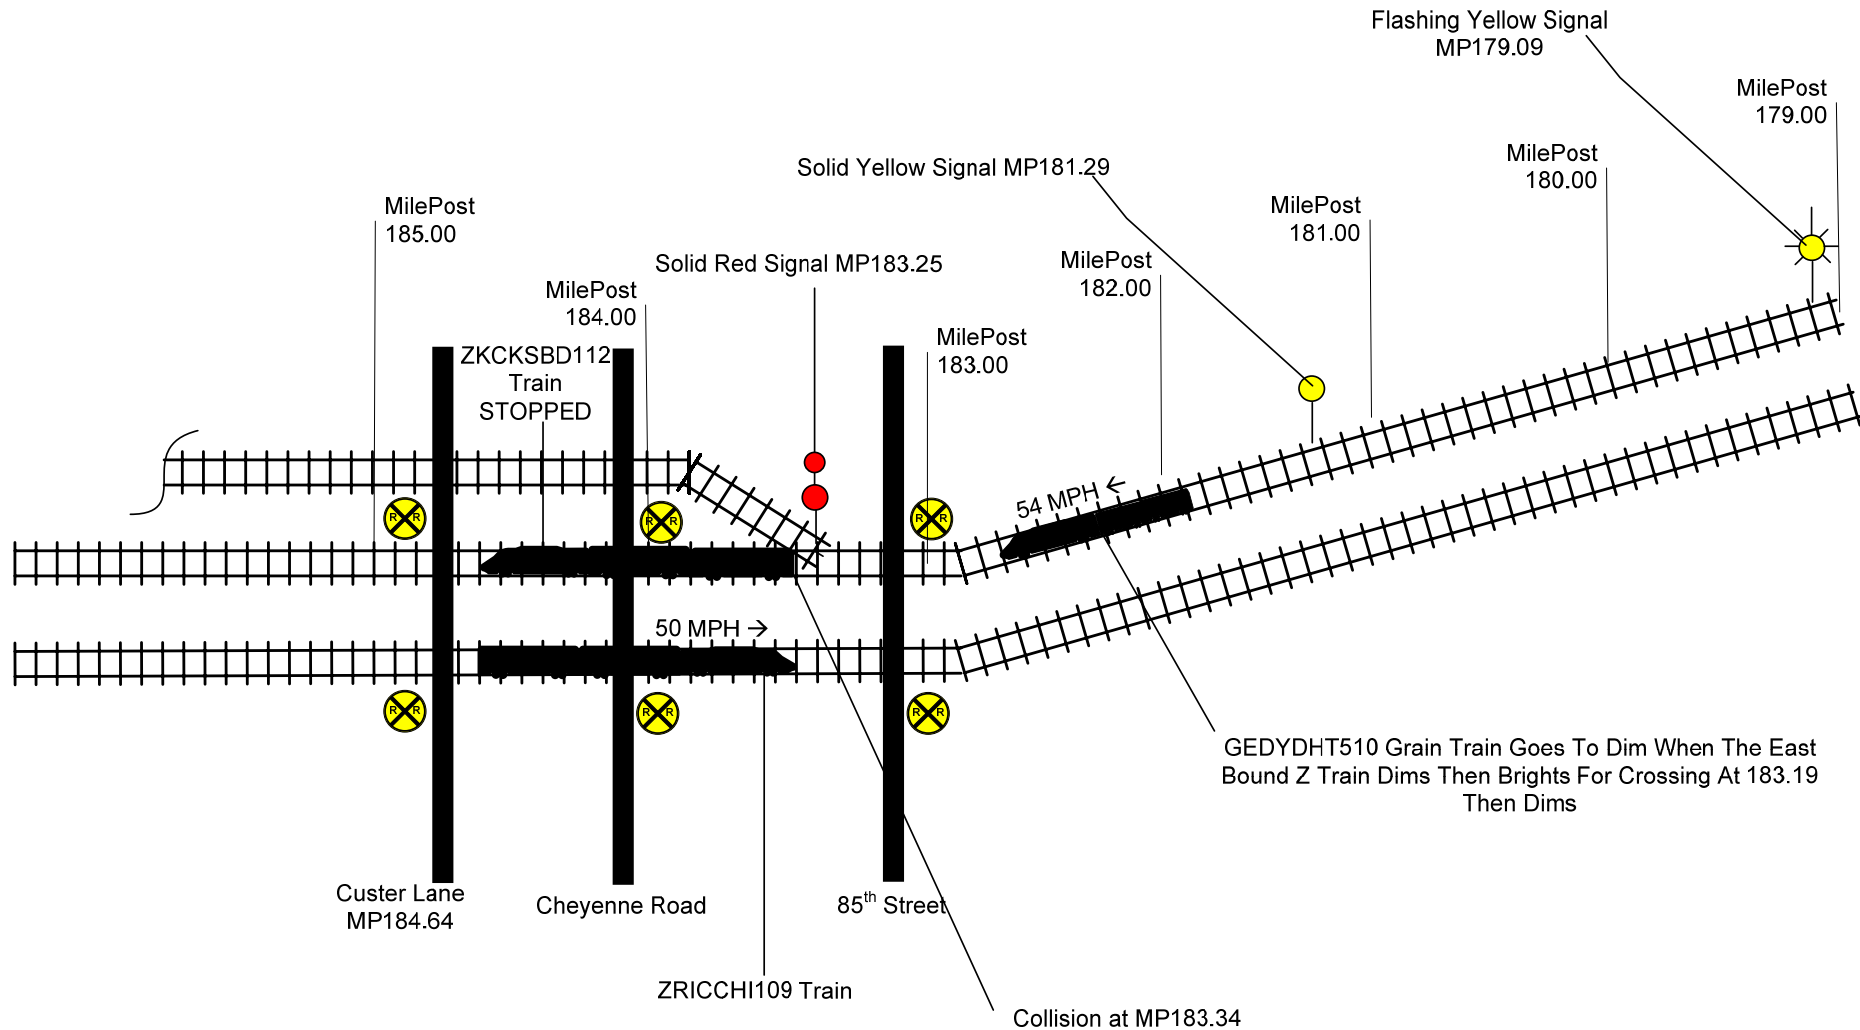 Flashing Yellow Signal
MP179.09
MilePost
179.00
MilePost
180.00
Solid Yellow Signal MP181.29
MilePost
181.00
MilePost
185.00
Solid Red Signal MP183.25
MilePost
182.00
MilePost
184.00
MilePost
183.00
ZKCKSBD112
Train
STOPPED
54 MPH ←
R R
R R
R R
50 MPH →
R R
R R
R R
GEDYDHT510 Grain Train Goes To Dim When The East
Bound Z Train Dims Then Brights For Crossing At 183.19
Then Dims
Custer Lane
MP184.64
Cheyenne Road
85th Street
ZRICCHI109 Train
Collision at MP183.34